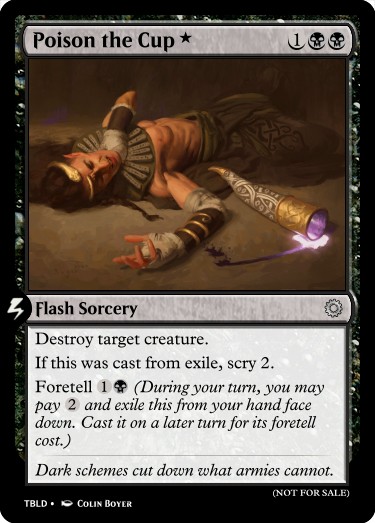 Poison the Cup ★ 1
Flash Sorcery
Destroy target creature.
If this was cast from exile, scry 2.
Foretell 1 (During your turn, you may
pay 2 and exile this from your hand face
down. Cast it on a later turn for its foretell
cost.)
Dark schemes cut down what armies cannot.
TBLD • Colin Boyer
(NOT FOR SALE)